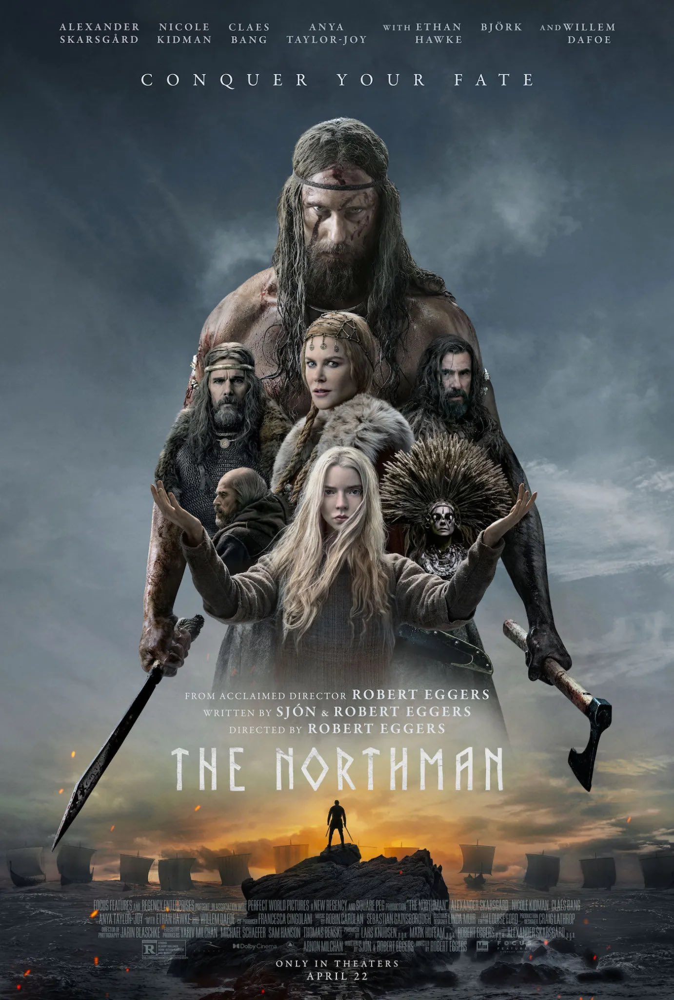 ALEXANDER SKARSGÅRD NICOLE KIDMAN CLAES BANG ANYA TAYLOR-JOY WITH ETHAN HAWKE BJÖRK AND WILLEM DAFOE
CONQUER YOUR FATE
FROM ACCLAIMED DIRECTOR ROBERT EGGERS
WRITTEN BY SJÓN & ROBERT EGGERS
DIRECTED BY ROBERT EGGERS
THE NORTHMAN
FOCUS FEATURES AND REGENCY ENTERPRISES PRESENT IN ASSOCIATION WITH PERFECT WORLD PICTURES A NEW REGENCY AND SQUARE PEG PRODUCTION "THE NORTHMAN" ALEXANDER SKARSGÅRD NICOLE KIDMAN CLAES BANG
ANYA TAYLOR-JOY WITH ETHAN HAWKE AND WILLEM DAFOE CO-PRODUCER FRANCESCA CINGOLANI MUSIC BY ROBIN CAROLAN SEBASTIAN GAINSBOROUGH COSTUME DESIGNER LINDA MUIR EDITOR LOUISE FORD PRODUCTION DESIGNER CRAIG LATHROP
DIRECTOR OF PHOTOGRAPHY JARIN BLASCHKE EXECUTIVE PRODUCERS YARIV MILCHAN MICHAEL SCHAEFER SAM HANSON THOMAS BENSKI PRODUCED BY LARS KNUDSEN, p.g.a. MARK HUFFAM, p.g.a. ROBERT EGGERS ALEXANDER SKARSGÅRD, p.g.a.
R Dolby Cinema ARNON MILCHAN WRITTEN BY SJÓN & ROBERT EGGERS DIRECTED BY ROBERT EGGERS FOCUS FEATURES
ONLY IN THEATERS
APRIL 22